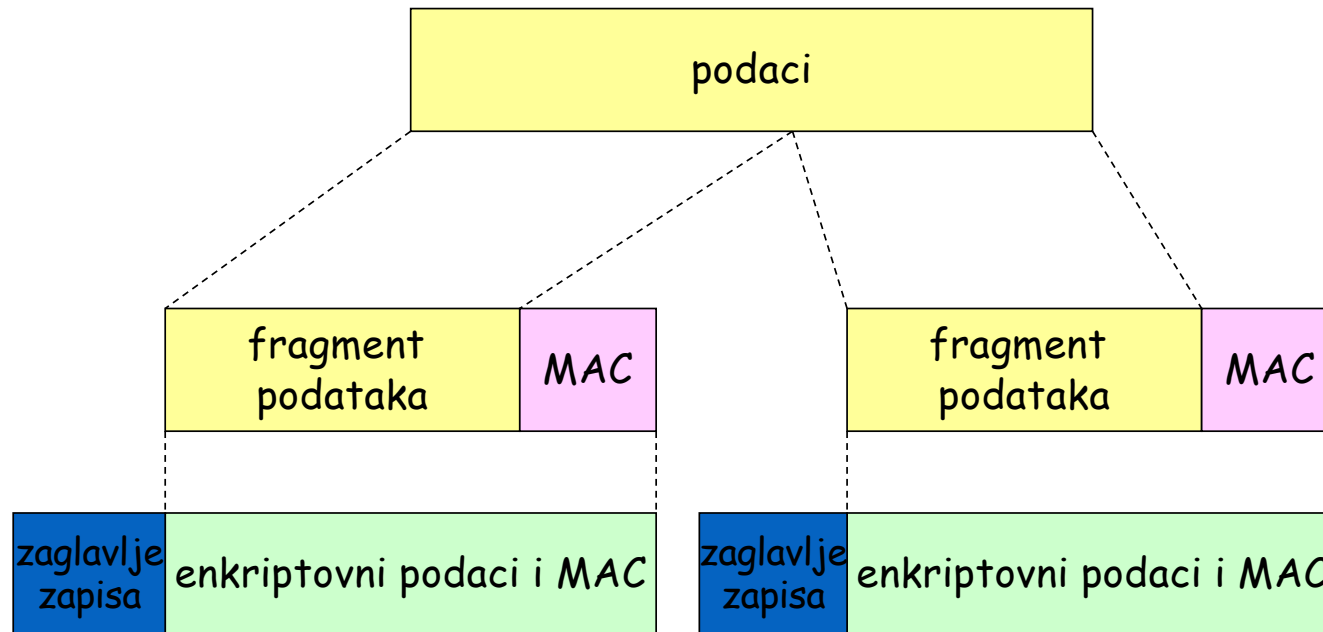 podaci
fragment
podataka
MAC
fragment
podataka
MAC
zaglavlje
zapisa
enkriptovni podaci i MAC
zaglavlje
zapisa
enkriptovni podaci i MAC